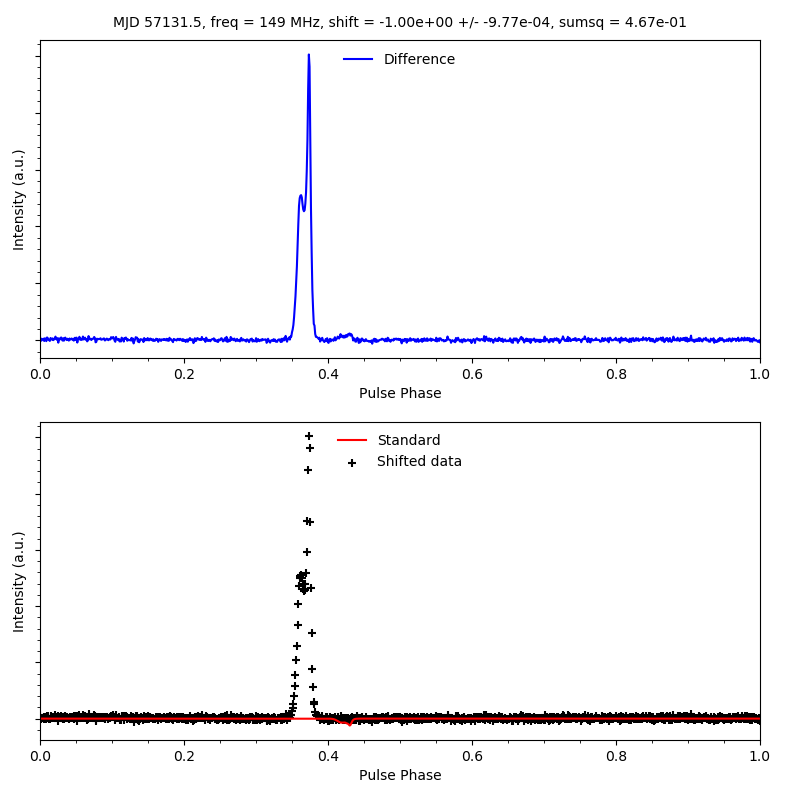 MJD 57131.5, freq = 149 MHz, shift = -1.00e+00 +/- -9.77e-04, sumsq = 4.67e-01
Difference
Intensity (a.u.)
0.0 0.2 0.4 0.6 0.8 1.0
Pulse Phase
Standard
Shifted data
Intensity (a.u.)
0.0 0.2 0.4 0.6 0.8 1.0
Pulse Phase